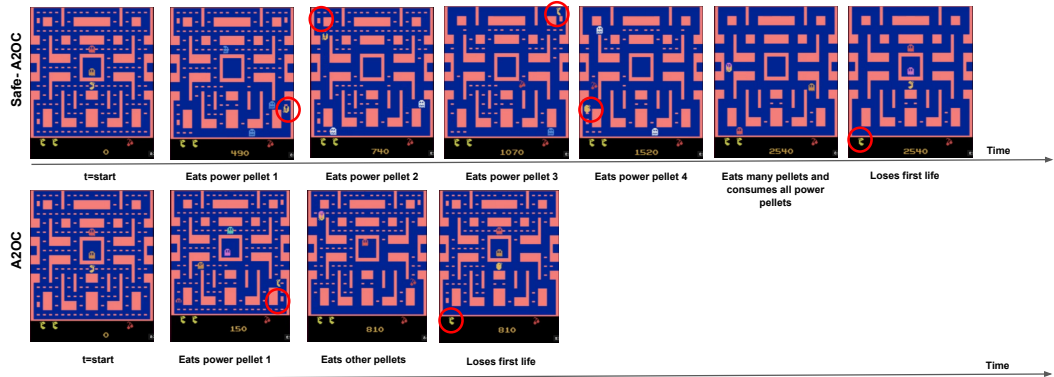 Safe- A2OC
0
490
740
1070
1520
2540
2540
Time
t=start
Eats power pellet 1
Eats power pellet 2
Eats power pellet 3
Eats power pellet 4
Eats many pellets and
consumes all power
pellets
Loses first life
A2OC
0
150
810
810
t=start
Eats power pellet 1
Eats other pellets
Loses first life
Time